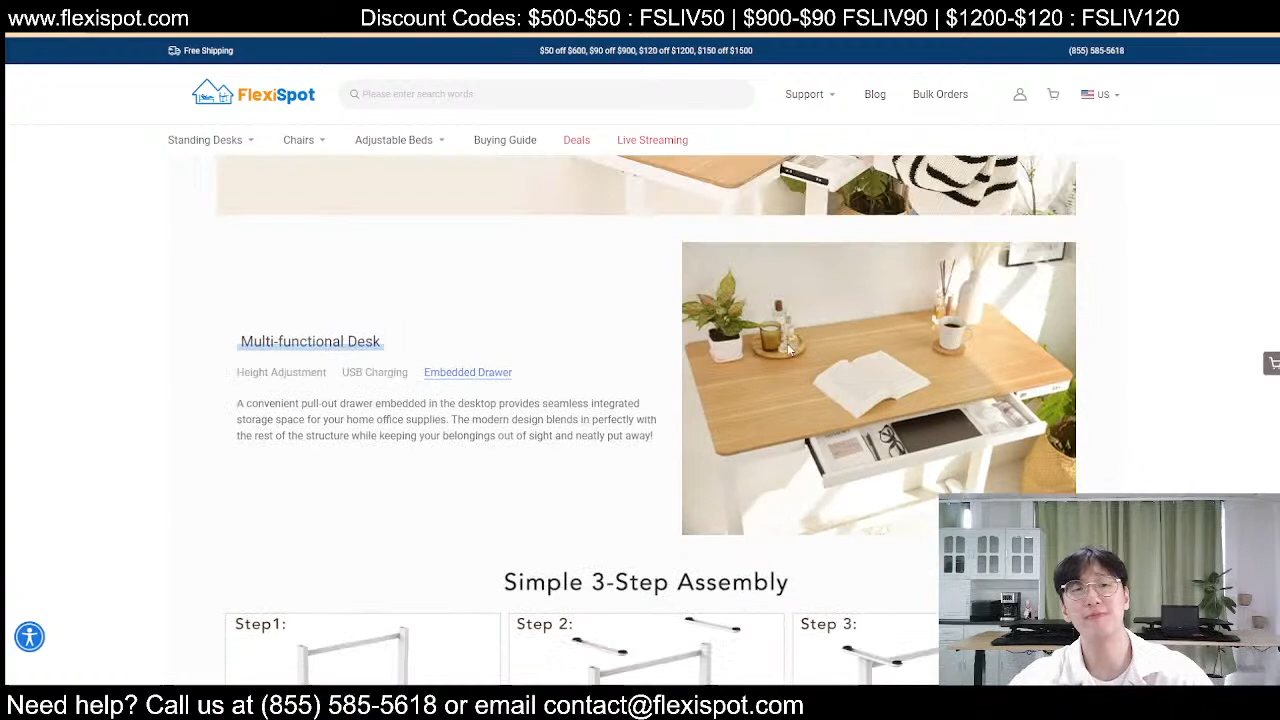 www.flexispot.com
Discount Codes: $500-$50 : FSLIV50 | $900-$90 FSLIV90 | $1200-$120 : FSLIV120
Free Shipping
$50 off $600, $90 off $900, $120 off $1200, $150 off $1500
(855) 585-5618
FlexiSpot
Please enter search words
Support
Blog
Bulk Orders
US
Standing Desks
Chairs
Adjustable Beds
Buying Guide
Deals
Live Streaming
Multi-functional Desk
Height Adjustment
USB Charging
Embedded Drawer
A convenient pull-out drawer embedded in the desktop provides seamless integrated
storage space for your home office supplies. The modern design blends in perfectly with
the rest of the structure while keeping your belongings out of sight and neatly put away!
Simple 3-Step Assembly
Step1:
Step 2:
Step 3:
Need help? Call us at (855) 585-5618 or email contact@flexispot.com